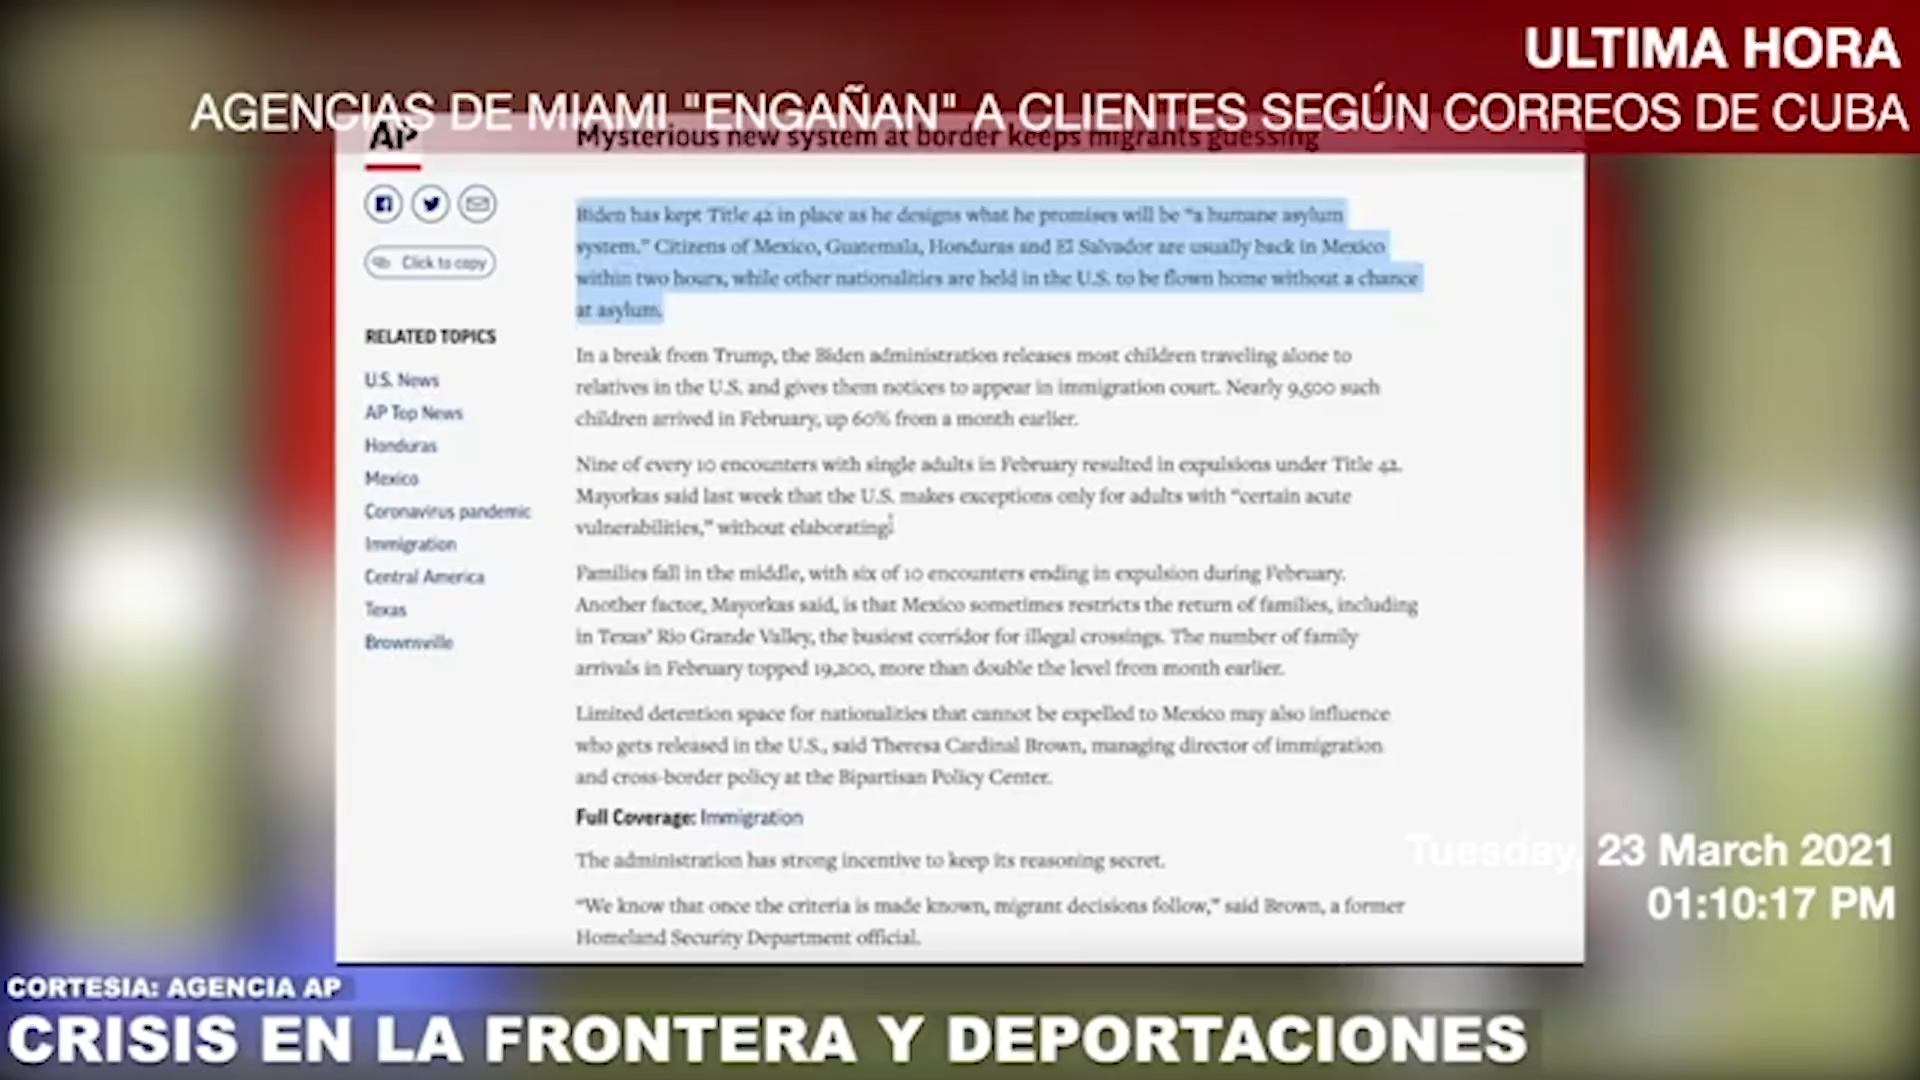 ULTIMA HORA
AGENCIAS DE MIAMI "ENGAÑAN" A CLIENTES SEGÚN CORREOS DE CUBA
AP
Mysterious new system at border keeps migrants guessing
Click to copy
RELATED TOPICS
U.S. News
AP Top News
Honduras
Mexico
Coronavirus pandemic
Immigration
Central America
Texas
Brownsville
Biden has kept Title 42 in place as he designs what he promises will be “a humane asylum
system.” Citizens of Mexico, Guatemala, Honduras and El Salvador are usually back in Mexico
within two hours, while other nationalities are held in the U.S. to be flown home without a chance
at asylum.
In a break from Trump, the Biden administration releases most children traveling alone to
relatives in the U.S. and gives them notices to appear in immigration court. Nearly 9,500 such
children arrived in February, up 60% from a month earlier.
Nine of every 10 encounters with single adults in February resulted in expulsions under Title 42.
Mayorkas said last week that the U.S. makes exceptions only for adults with “certain acute
vulnerabilities,” without elaborating.
Families fall in the middle, with six of 10 encounters ending in expulsion during February.
Another factor, Mayorkas said, is that Mexico sometimes restricts the return of families, including
in Texas’ Rio Grande Valley, the busiest corridor for illegal crossings. The number of family
arrivals in February topped 19,200, more than double the level from month earlier.
Limited detention space for nationalities that cannot be expelled to Mexico may also influence
who gets released in the U.S., said Theresa Cardinal Brown, managing director of immigration
and cross-border policy at the Bipartisan Policy Center.
Full Coverage: Immigration
The administration has strong incentive to keep its reasoning secret.
“We know that once the criteria is made known, migrant decisions follow,” said Brown, a former
Homeland Security Department official.
Tuesday, 23 March 2021
01:10:17 PM
CORTESIA: AGENCIA AP
CRISIS EN LA FRONTERA Y DEPORTACIONES